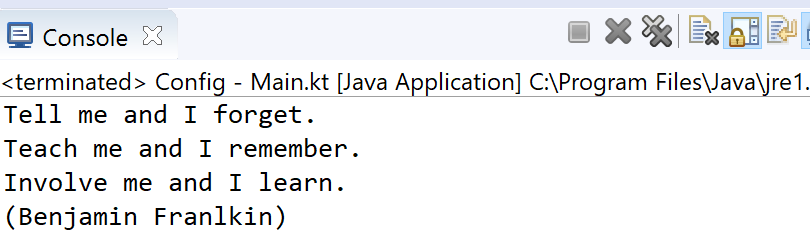 Console
<terminated> Config - Main.kt [Java Application] C:\Program Files\Java\jre1.
Tell me and I forget.
Teach me and I remember.
Involve me and I learn.
(Benjamin Franlkin)